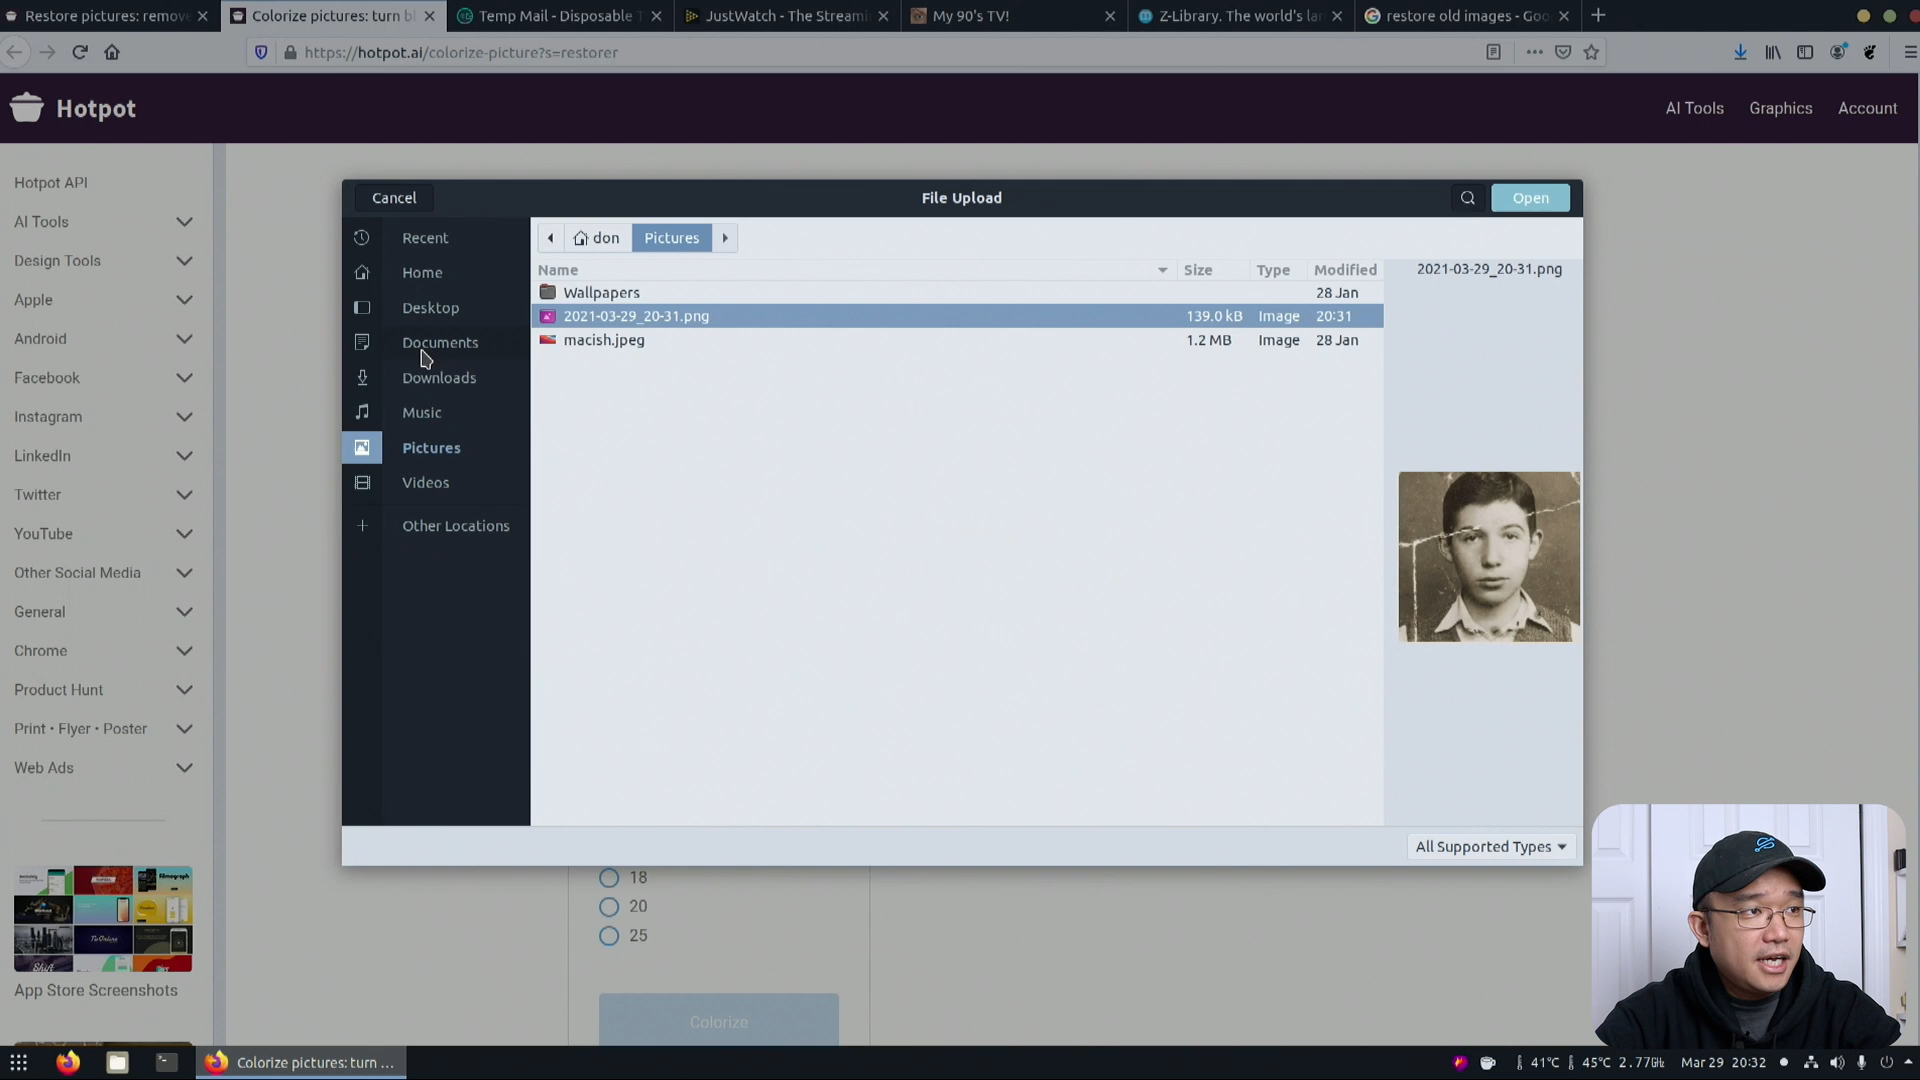 Restore pictures: remove
Colorize pictures: turn bl
Temp Mail - Disposable T
JustWatch - The Streami
My 90's TV!
Z-Library. The world's lar
restore old images - Goo
https://hotpot.ai/colorize-picture?s=restorer
Hotpot
AI Tools
Graphics
Account
Hotpot API
AI Tools
Design Tools
Apple
Android
Facebook
Instagram
LinkedIn
Twitter
YouTube
Other Social Media
General
Chrome
Product Hunt
Print • Flyer • Poster
Web Ads
App Store Screenshots
Cancel
File Upload
Open
Recent
Home
Desktop
Documents
Downloads
Music
Pictures
Videos
Other Locations
don
Pictures
Name
Size
Type
Modified
Wallpapers
28 Jan
2021-03-29_20-31.png
139.0 kB
Image
20:31
macish.jpeg
1.2 MB
Image
28 Jan
2021-03-29_20-31.png
All Supported Types
18
20
25
Colorize
Colorize pictures: turn ...
41°C
45°C
2.77GHz
Mar 29 20:32